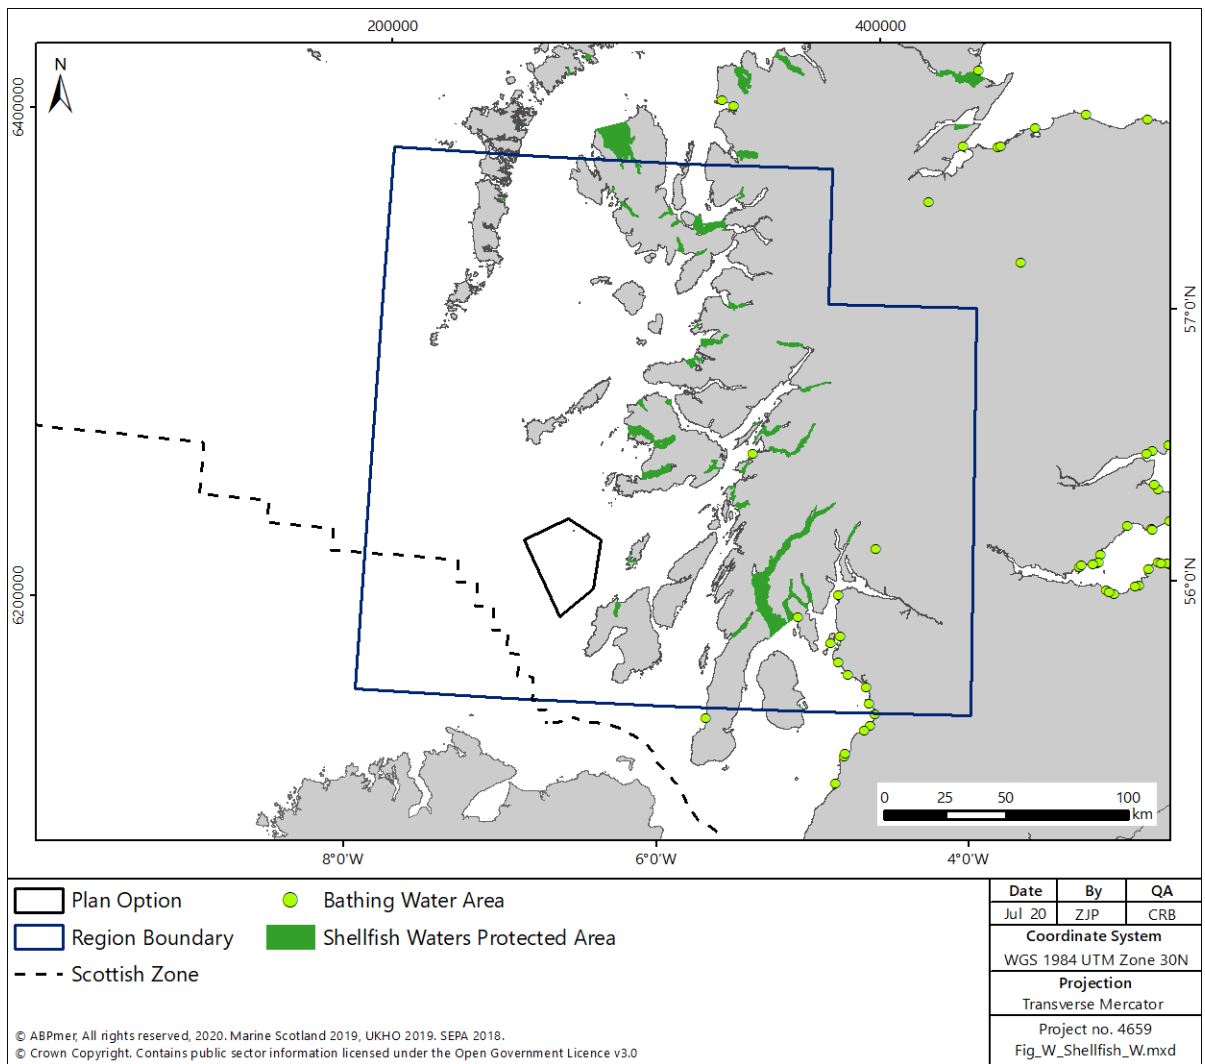 200000 400000
N
6400000
6200000
57°0'N
56°0'N
0 25 50 100
km
8°0'W 6°0'W 4°0'W
Plan Option
Bathing Water Area
Region Boundary
Shellfish Waters Protected Area
Scottish Zone
© ABPmer, All rights reserved, 2020. Marine Scotland 2019, UKHO 2019. SEPA 2018.
© Crown Copyright. Contains public sector information licensed under the Open Government Licence v3.0
Date By QA
Jul 20 ZJP CRB
Coordinate System
WGS 1984 UTM Zone 30N
Projection
Transverse Mercator
Project no. 4659
Fig_W_Shellfish_W.mxd